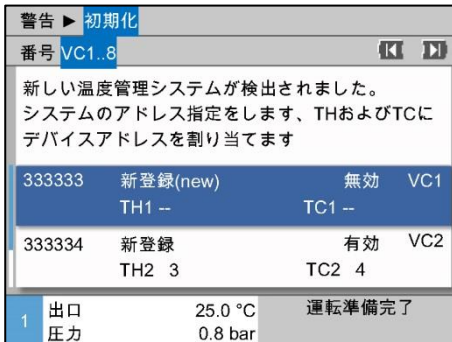 警告 ▶ 初期化
番号 VC1..8
新しい温度管理システムが検出されました。
システムのアドレス指定をします、THおよびTCに
デバイスアドレスを割り当てます
333333 新登録(new) 無効 VC1
TH1 -- TC1 --
333334 新登録 有効 VC2
TH2 3 TC2 4
1 出口 25.0 °C 運転準備完了
圧力 0.8 bar